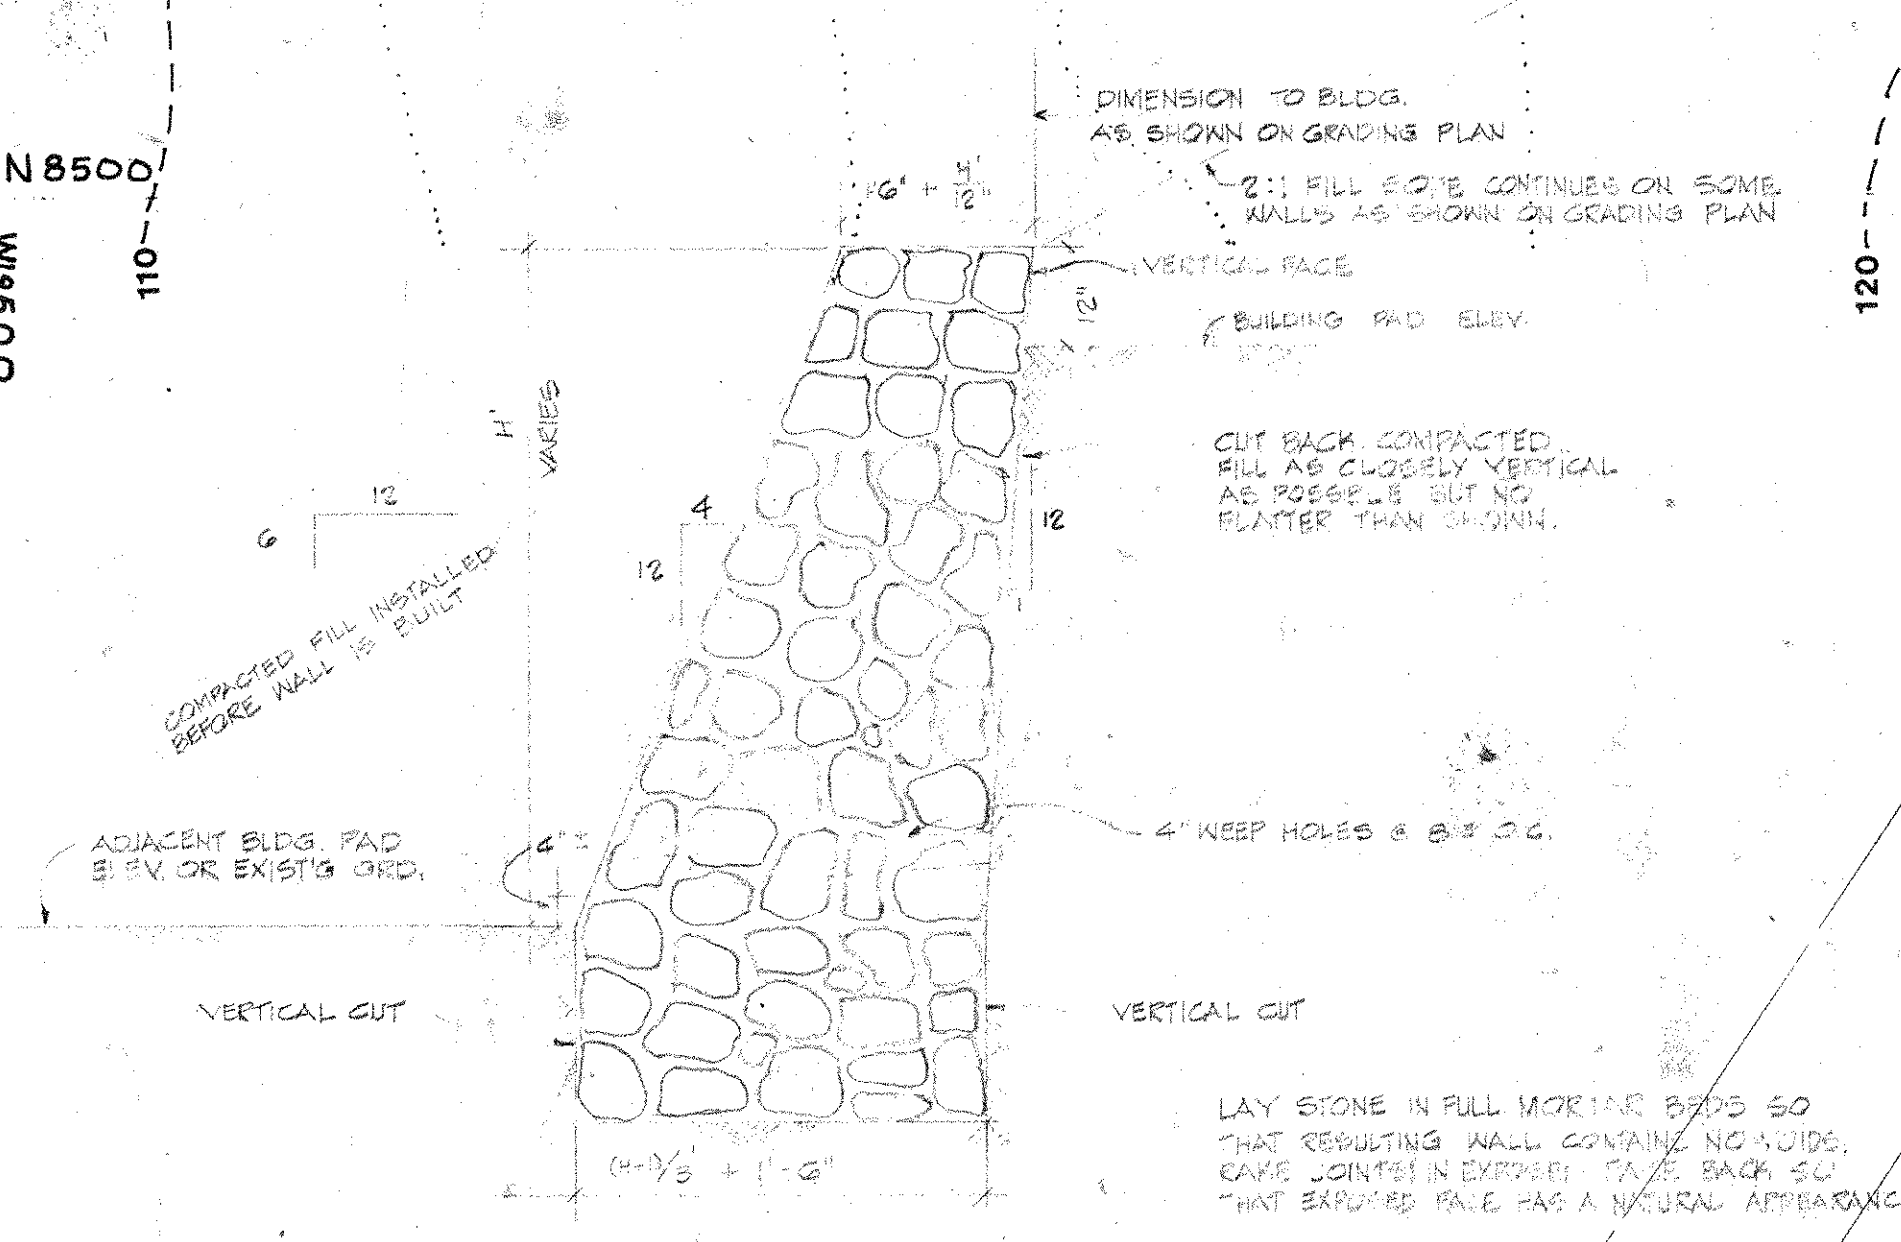 N8500
110
120
DIMENSION TO BLDG.
AS SHOWN ON GRADING PLAN
2:1 FILL SLOPE CONTINUES ON SOME
WALLS AS SHOWN ON GRADING PLAN
VERTICAL FACE
12"
BUILDING PAD ELEV.
H'
VARIES
CUT BACK COMPACTED
FILL AS CLOSELY VERTICAL
AS POSSIBLE BUT NO
FLATTER THAN SHOWN.
12
6
4
12
12
COMPACTED FILL INSTALLED
BEFORE WALL IS BUILT
ADJACENT BLDG. PAD
ELEV. OR EXIST'G GRD.
4" ±
4" WEEP HOLES @
VERTICAL CUT
VERTICAL CUT
(H-1)/3' + 1'-6"
LAY STONE IN FULL MORTAR BEDS SO
THAT RESULTING WALL CONTAINS NO VOIDS.
RAKE JOINTS IN EXPOSED FACE BACK SO
THAT EXPOSED FACE HAS A NATURAL APPEARANC